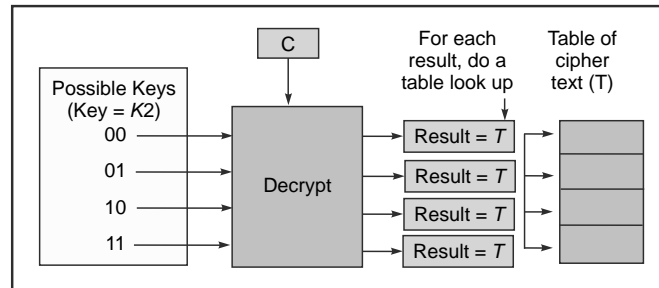 C
For each
result, do a
table look up
Table of
cipher
text (T)
Possible Keys
(Key = K2)
00
01
10
11
Decrypt
Result = T
Result = T
Result = T
Result = T